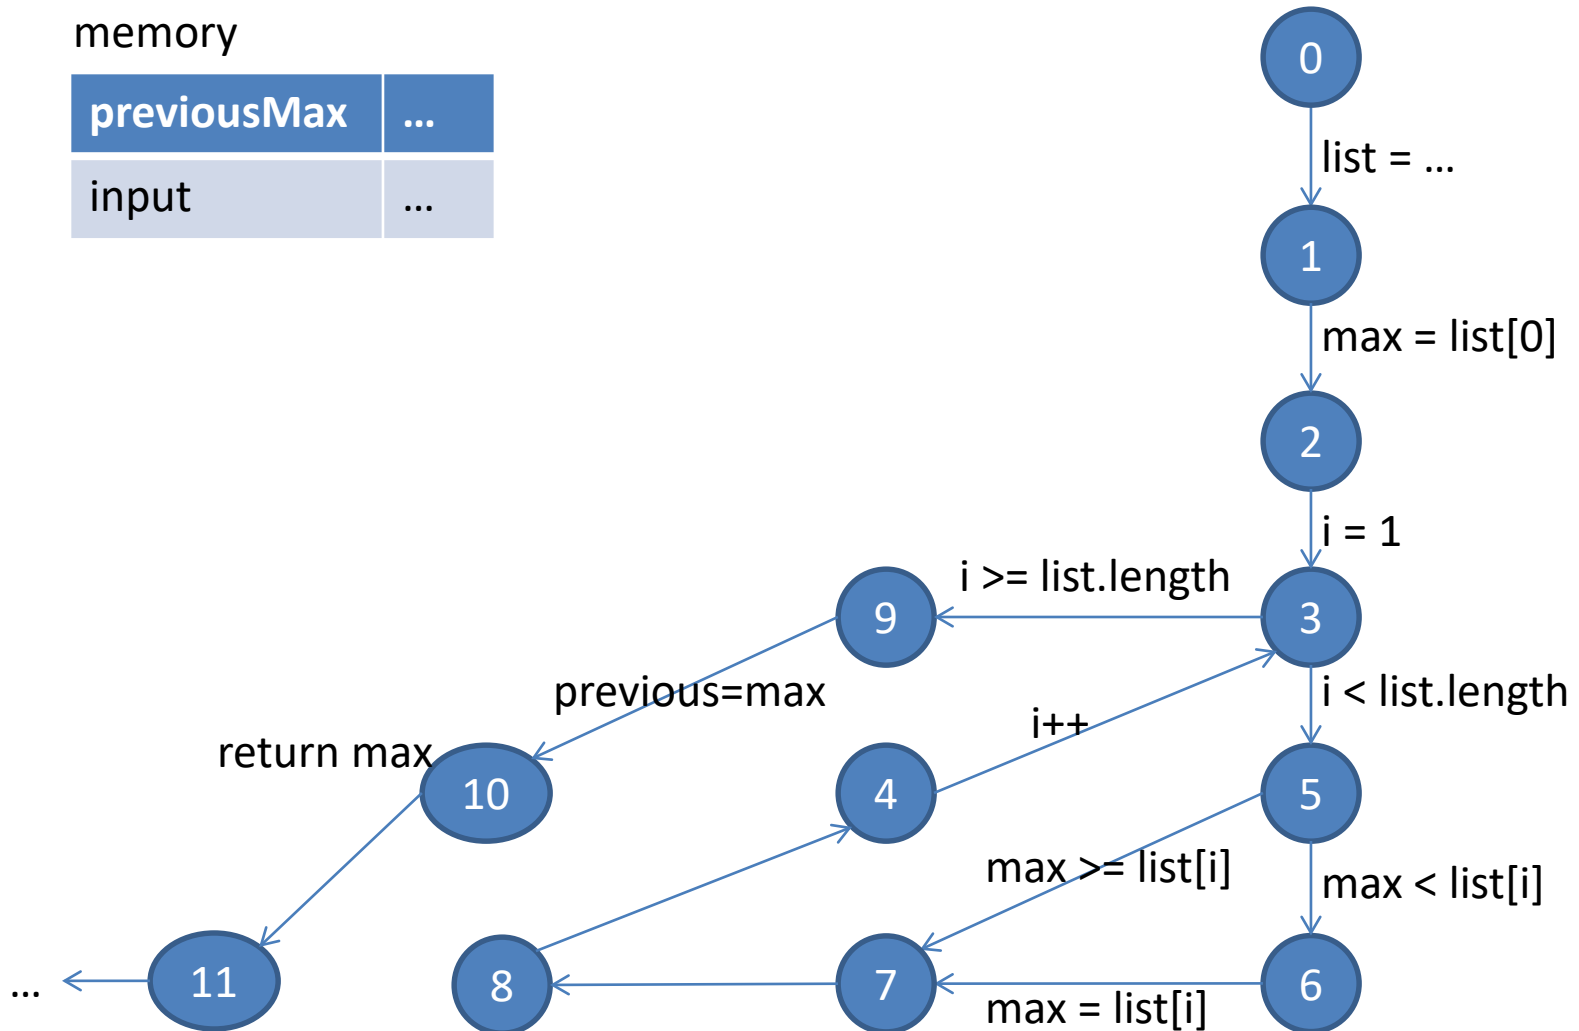 memory
previousMax ...
input ...
0
list = ...
1
max = list[0]
2
i = 1
i >= list.length
9
3
previous=max
i++
i < list.length
return max
10
4
5
max >= list[i]
max < list[i]
...
11
8
7
6
max = list[i]